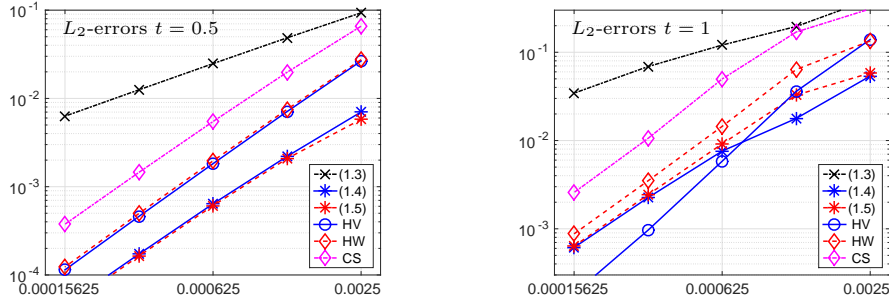 L₂-errors t = 0.5
10⁻¹
10⁻²
10⁻³
10⁻⁴
0.00015625
0.000625
0.0025
(1.3)
(1.4)
(1.5)
HV
HW
CS
L₂-errors t = 1
10⁻¹
10⁻²
10⁻³
0.00015625
0.000625
0.0025
(1.3)
(1.4)
(1.5)
HV
HW
CS